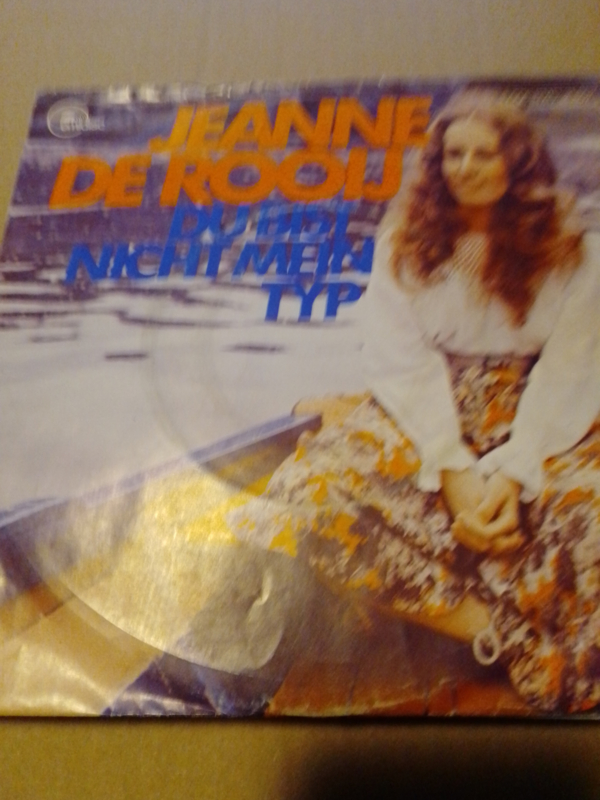 JEANNE
DE ROOIJ
DU BIST
NICHT MEIN
TYP